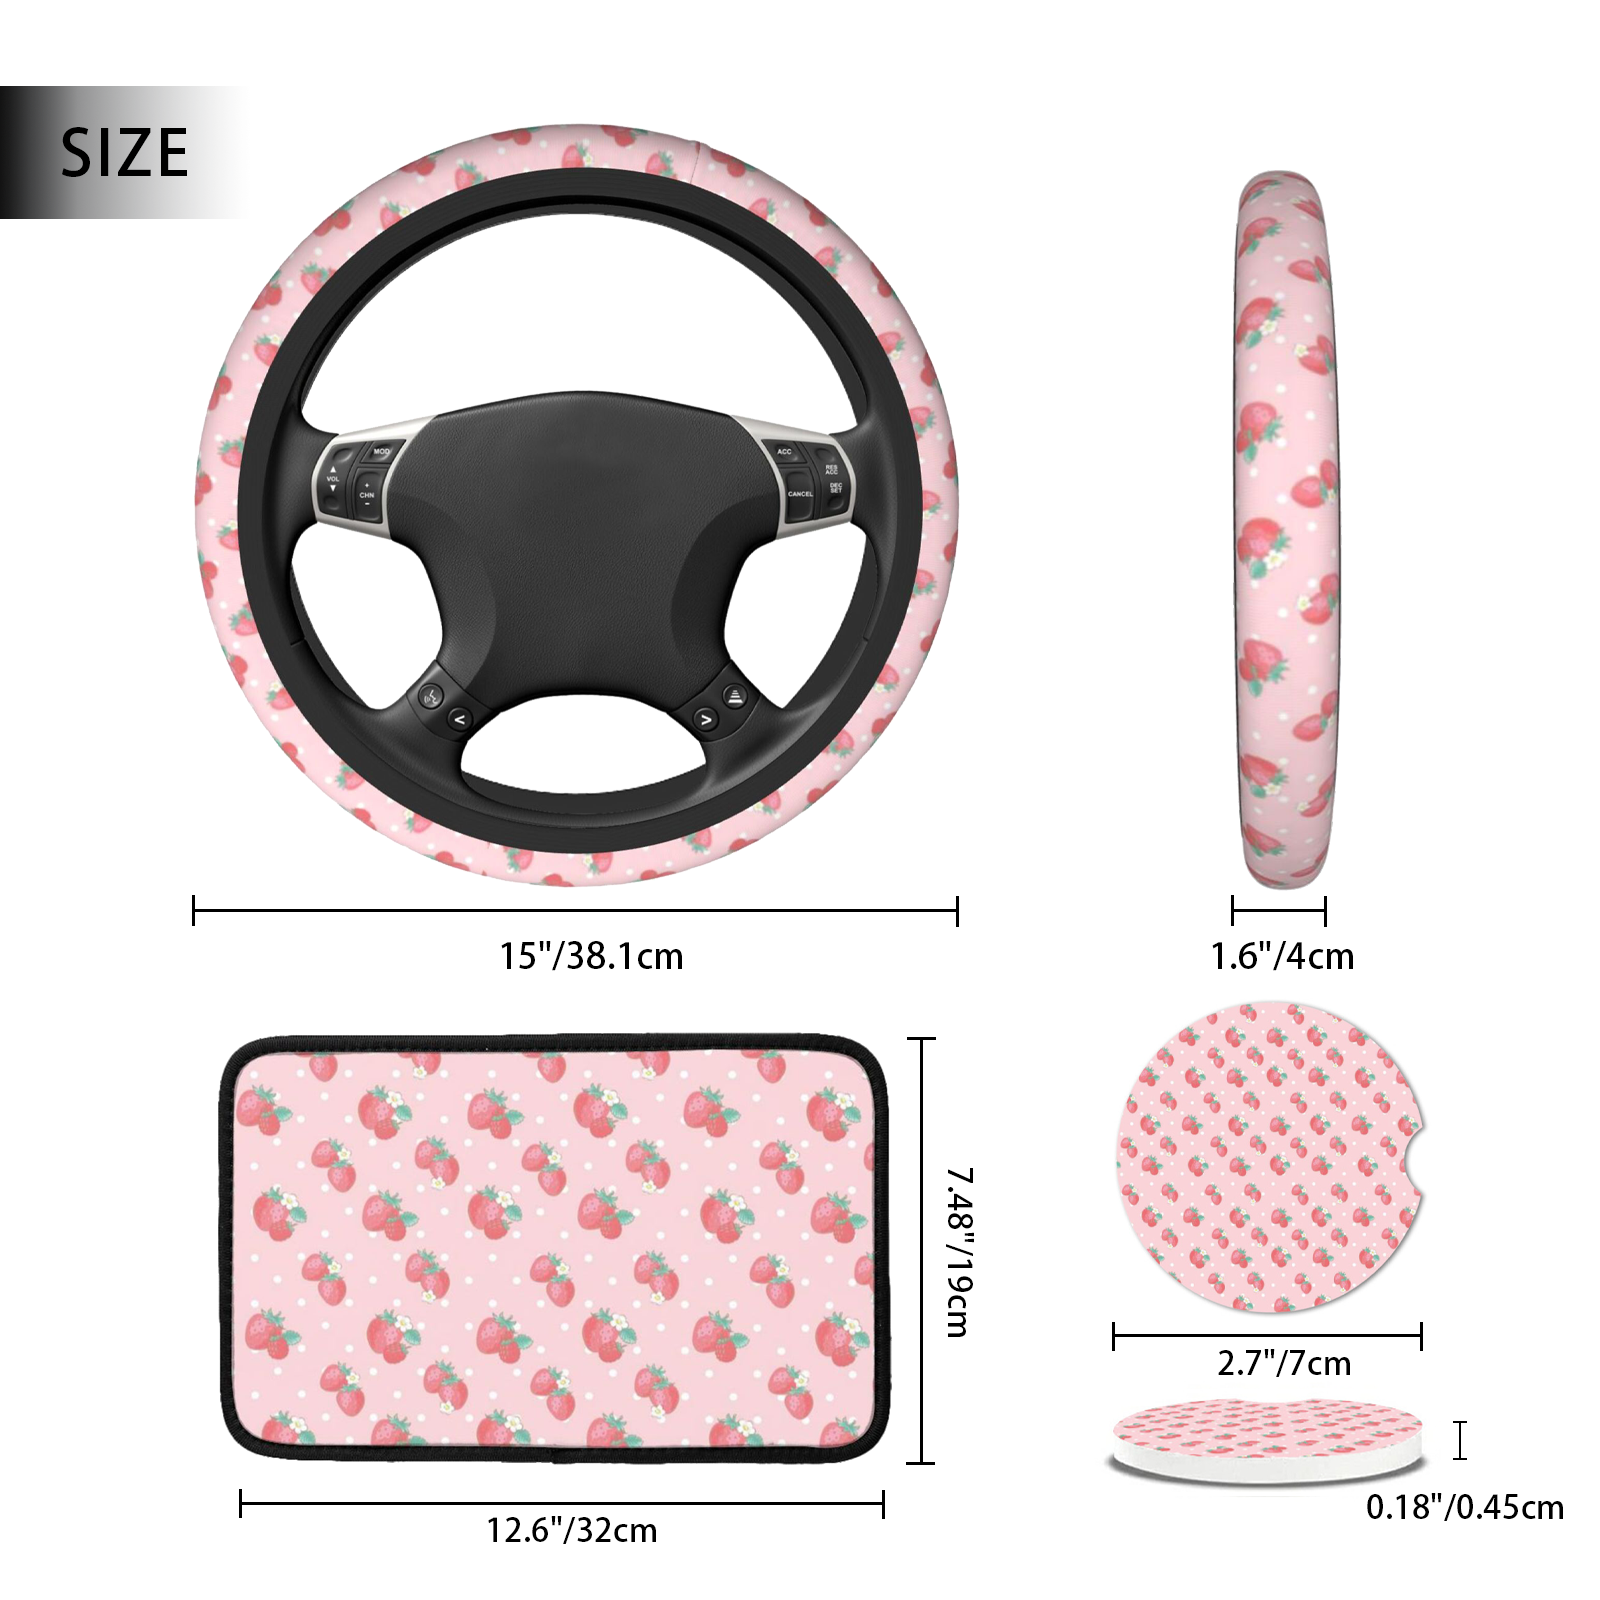 SIZE
MOD
VOL
+
CHN
-
ACC
CANCEL
RES
ACC
DEC
SET
<
>
15"/38.1cm
1.6"/4cm
7.48"/19cm
12.6"/32cm
2.7"/7cm
0.18"/0.45cm